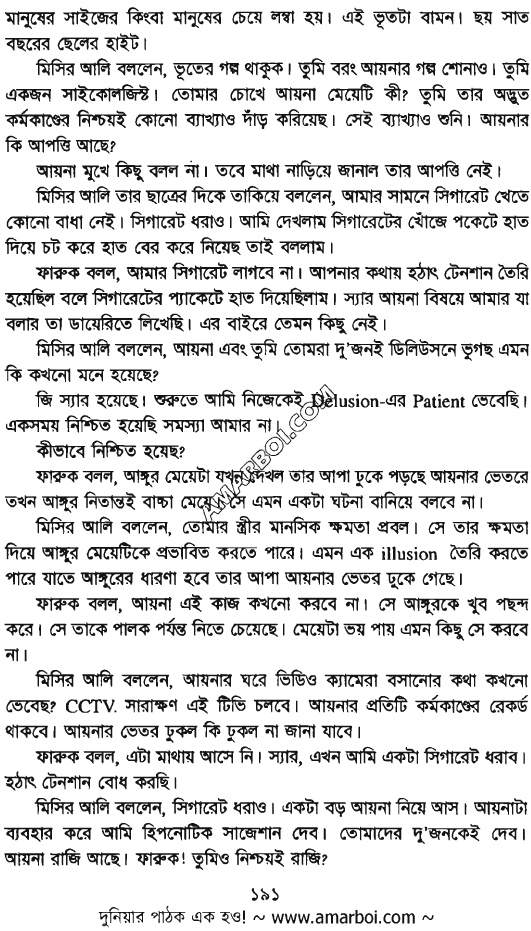 মানুষের সাইজের কিংবা মানুষের চেয়ে লম্বা হয়। এই ভূতটা বামন। ছয় সাত
বছরের ছেলের হাইট।
মিসির আলি বললেন, ভূতের গল্প থাকুক। তুমি বরং আয়নার গল্প শোনাও। তুমি
একজন সাইকোলজিস্ট। তোমার চোখে আয়না মেয়েটি কী? তুমি তার অদ্ভুত
কর্মকাণ্ডের নিশ্চয়ই কোনো ব্যাখ্যাও দাঁড় করিয়েছ। সেই ব্যাখ্যাও শুনি। আয়নার
কি আপত্তি আছে?
আয়না মুখে কিছু বলল না। তবে মাথা নাড়িয়ে জানাল তার আপত্তি নেই।
মিসির আলি তার ছাত্রের দিকে তাকিয়ে বললেন, আমার সামনে সিগারেট খেতে
কোনো বাধা নেই। সিগারেট ধরাও। আমি দেখলাম সিগারেটের খোঁজে পকেটে হাত
দিয়ে চট করে হাত বের করে নিয়েছ তাই বললাম।
ফারুক বলল, আমার সিগারেট লাগবে না। আপনার কথায় হঠাৎ টেনশান তৈরি
হয়েছিল বলে সিগারেটের প্যাকেটে হাত দিয়েছিলাম। স্যার আয়না বিষয়ে আমার যা
বলার তা ডায়েরিতে লিখেছি। এর বাইরে তেমন কিছু নেই।
মিসির আলি বললেন, আয়না এবং তুমি তোমরা দু'জনই ডিলিউসনে ভুগছ এমন
কি কখনো মনে হয়েছে?
জি স্যার হয়েছে। শুরুতে আমি নিজেকেই Delusion-এর Patient ভেবেছি।
একসময় নিশ্চিত হয়েছি সমস্যা আমার না।
কীভাবে নিশ্চিত হয়েছ?
ফারুক বলল, আঙ্গুর মেয়েটা যখন দেখল তার আপা ঢুকে পড়ছে আয়নার ভেতরে
তখন আঙ্গুর নিতান্তই বাচ্চা মেয়ে। সে এমন একটা ঘটনা বানিয়ে বলবে না।
মিসির আলি বললেন, তোমার স্ত্রীর মানসিক ক্ষমতা প্রবল। সে তার ক্ষমতা
দিয়ে আঙ্গুর মেয়েটিকে প্রভাবিত করতে পারে। এমন এক illusion তৈরি করতে
পারে যাতে আঙ্গুরের ধারণা হবে তার আপা আয়নার ভেতর ঢুকে গেছে।
ফারুক বলল, আয়না এই কাজ কখনো করবে না। সে আঙ্গুরকে খুব পছন্দ
করে। সে তাকে পালক পর্যন্ত নিতে চেয়েছে। মেয়েটা ভয় পায় এমন কিছু সে করবে
না।
মিসির আলি বললেন, আয়নার ঘরে ভিডিও ক্যামেরা বসানোর কথা কখনো
ভেবেছ? CCTV. সারাক্ষণ এই টিভি চলবে। আয়নার প্রতিটি কর্মকাণ্ডের রেকর্ড
থাকবে। আয়নার ভেতর ঢুকল কি ঢুকল না জানা যাবে।
ফারুক বলল, এটা মাথায় আসে নি। স্যার, এখন আমি একটা সিগারেট ধরাব।
হঠাৎ টেনশান বোধ করছি।
মিসির আলি বললেন, সিগারেট ধরাও। একটা বড় আয়না নিয়ে আস। আয়নাটা
ব্যবহার করে আমি হিপনোটিক সাজেশান দেব। তোমাদের দু'জনকেই দেব।
আয়না রাজি আছে। ফারুক! তুমিও নিশ্চয়ই রাজি?
AMARBOI.COM
১৯১
দুনিয়ার পাঠক এক হও! ~ www.amarboi.com ~